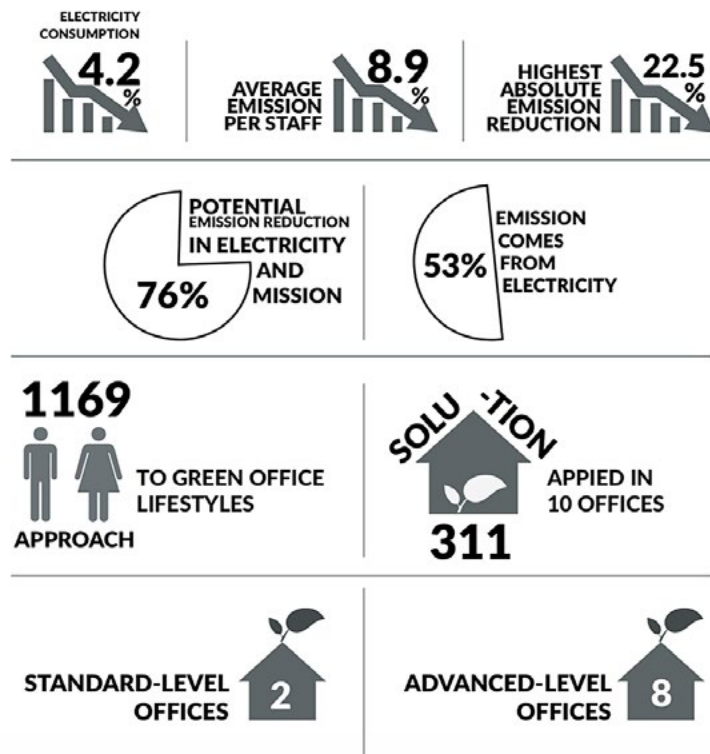 ELECTRICITY
CONSUMPTION
4.2
%
AVERAGE
EMISSION
PER STAFF
8.9
%
HIGHEST
ABSOLUTE
EMISSION
REDUCTION
22.5
%
POTENTIAL
EMISSION REDUCTION
IN ELECTRICITY
AND
MISSION
76%
53%
EMISSION
COMES
FROM
ELECTRICITY
1169
APPROACH
TO GREEN OFFICE
LIFESTYLES
SOLU-TION
311
APPIED IN
10 OFFICES
STANDARD-LEVEL
OFFICES
2
ADVANCED-LEVEL
OFFICES
8